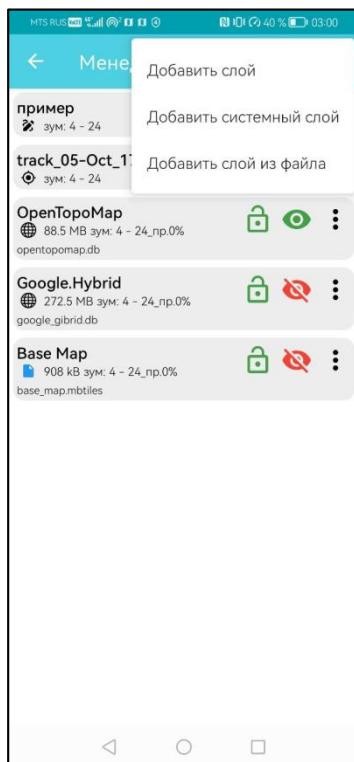 MTS RUS 40 % 03:00
Мене
Добавить слой
Добавить системный слой
Добавить слой из файла
пример
зум: 4 - 24
track_05-Oct_1
зум: 4 - 24
OpenTopoMap
88.5 MB зум: 4 - 24_пр.0%
opentopomap.db
Google.Hybrid
272.5 MB зум: 4 - 24_пр.0%
google_gibrid.db
Base Map
908 kB зум: 4 - 24_пр.0%
base_map.mbtiles